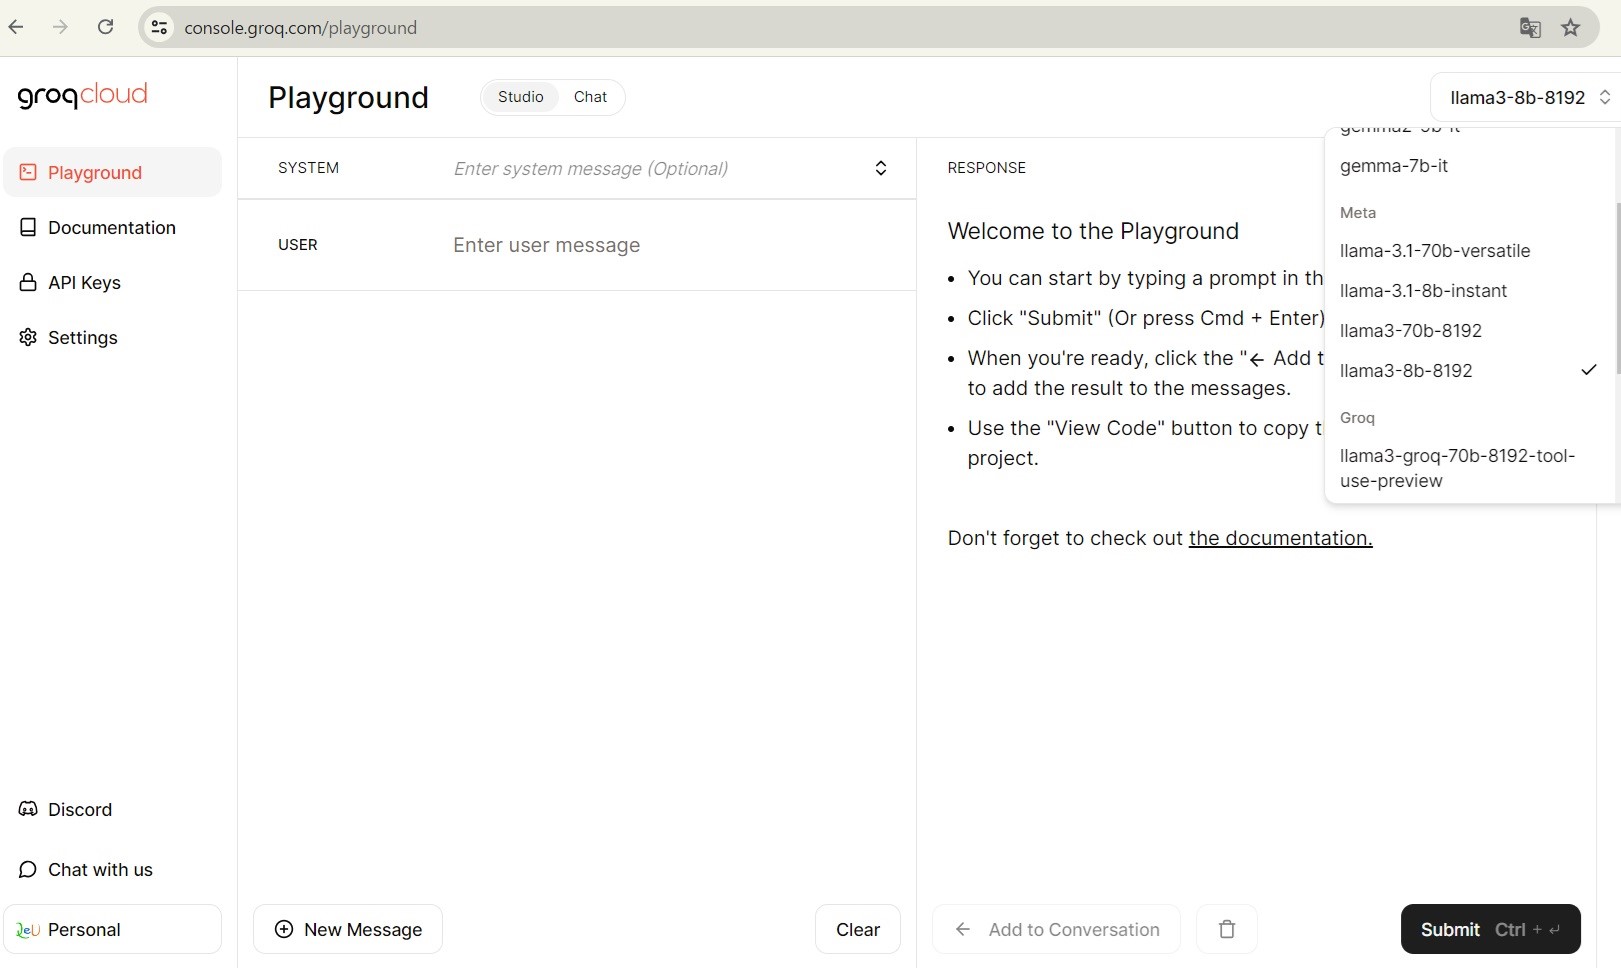 console.groq.com/playground
groqcloud
Playground
Documentation
API Keys
Settings
Discord
Chat with us
Personal
Playground
Studio
Chat
llama3-8b-8192
SYSTEM
Enter system message (Optional)
USER
Enter user message
New Message
Clear
RESPONSE
Welcome to the Playground
• You can start by typing a prompt in th
• Click "Submit" (Or press Cmd + Enter)
• When you're ready, click the "← Add t
to add the result to the messages.
• Use the "View Code" button to copy t
project.
Don't forget to check out the documentation.
← Add to Conversation
Submit Ctrl + ↵
gemma-7b-it
Meta
llama-3.1-70b-versatile
llama-3.1-8b-instant
llama3-70b-8192
llama3-8b-8192
Groq
llama3-groq-70b-8192-tool-
use-preview